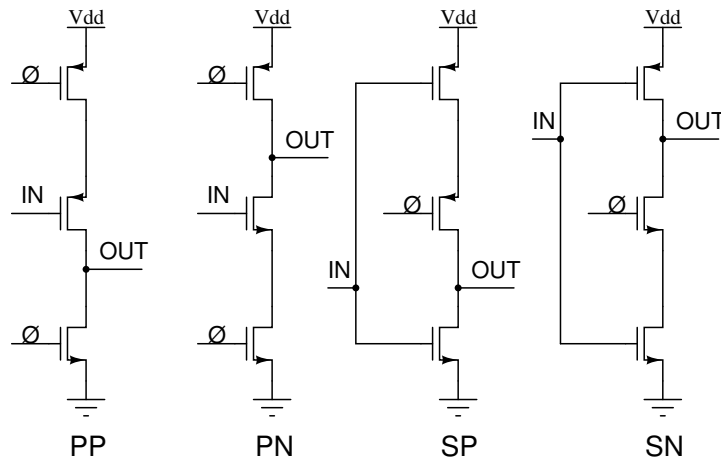 Vdd Vdd Vdd Vdd
Ø Ø
IN OUT
OUT
IN IN Ø Ø
OUT
IN OUT
Ø Ø
PP PN SP SN